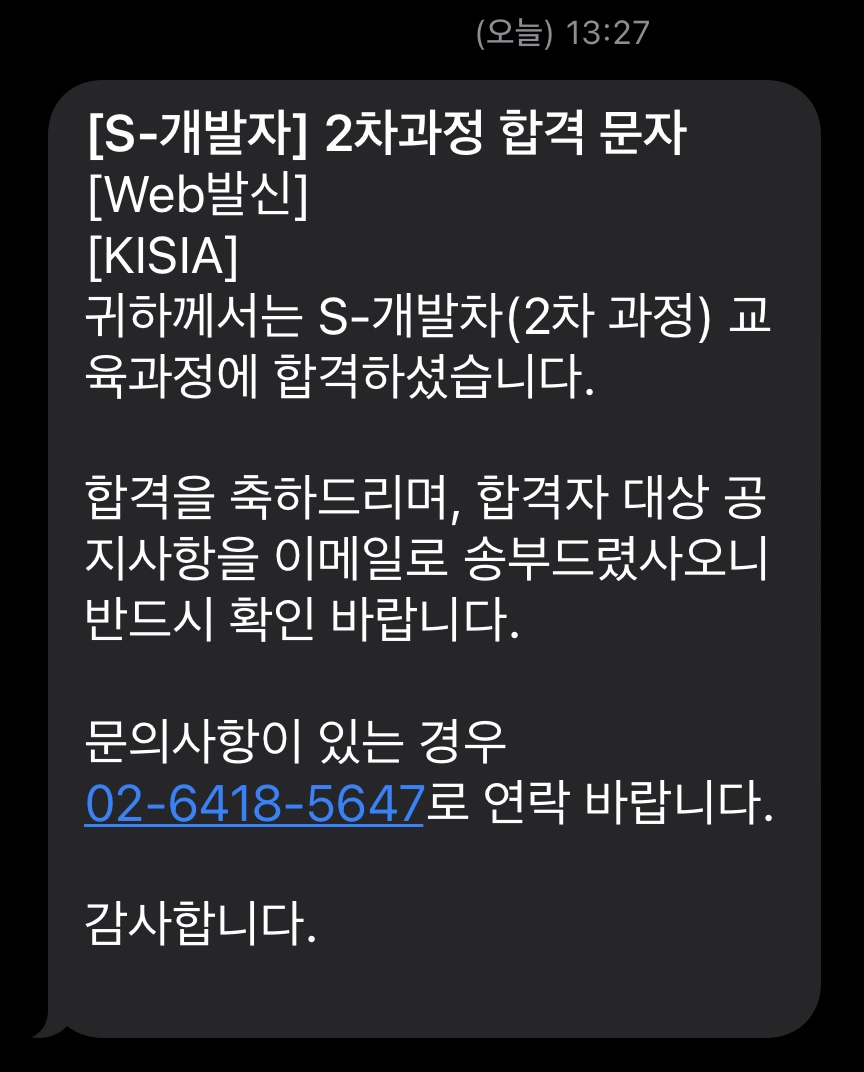 (오늘) 13:27
[S-개발자] 2차과정 합격 문자
[Web발신]
[KISIA]
귀하께서는 S-개발차(2차 과정) 교
육과정에 합격하셨습니다.
합격을 축하드리며, 합격자 대상 공
지사항을 이메일로 송부드렸사오니
반드시 확인 바랍니다.
문의사항이 있는 경우
02-6418-5647로 연락 바랍니다.
감사합니다.